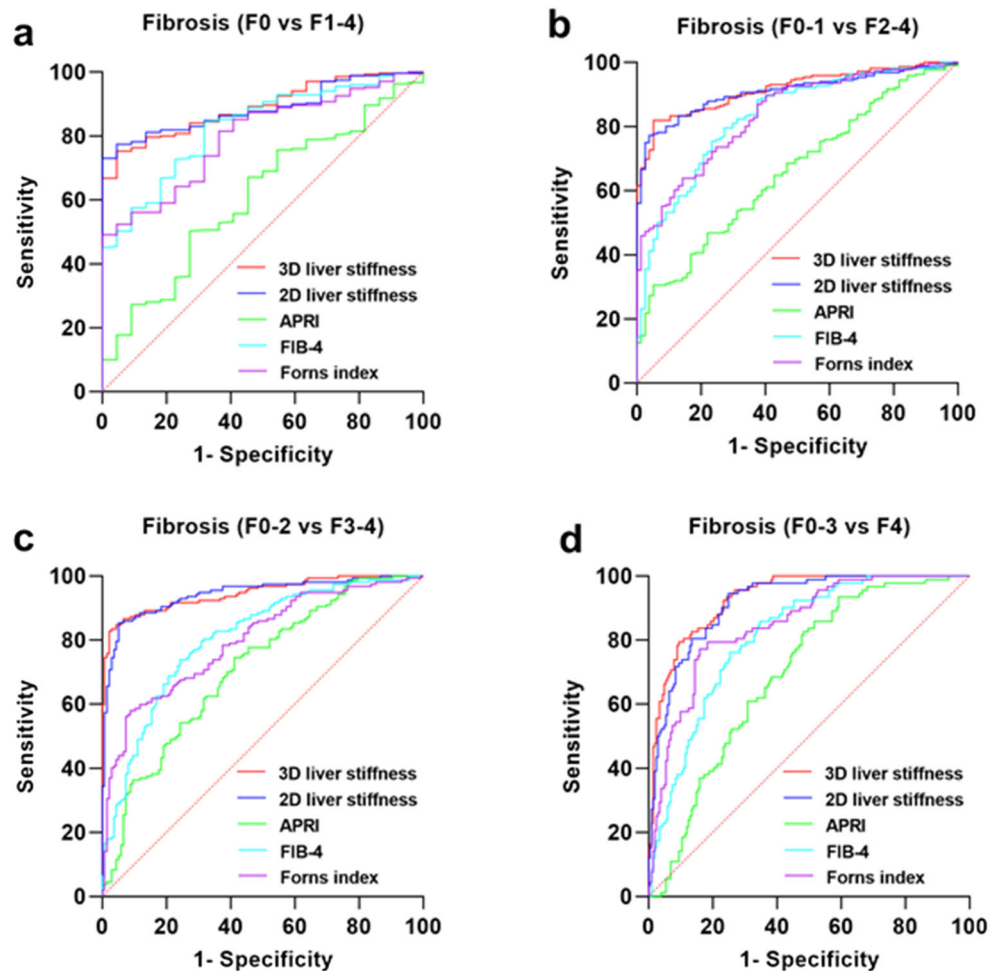 a
Fibrosis (F0 vs F1-4)
100
80
60
40
20
0
Sensitivity
3D liver stiffness
2D liver stiffness
APRI
FIB-4
Forns index
0 20 40 60 80 100
1- Specificity
b
Fibrosis (F0-1 vs F2-4)
100
80
60
40
20
0
Sensitivity
3D liver stiffness
2D liver stiffness
APRI
FIB-4
Forns index
0 20 40 60 80 100
1- Specificity
c
Fibrosis (F0-2 vs F3-4)
100
80
60
40
20
0
Sensitivity
3D liver stiffness
2D liver stiffness
APRI
FIB-4
Forns index
0 20 40 60 80 100
1- Specificity
d
Fibrosis (F0-3 vs F4)
100
80
60
40
20
0
Sensitivity
3D liver stiffness
2D liver stiffness
APRI
FIB-4
Forns index
0 20 40 60 80 100
1- Specificity